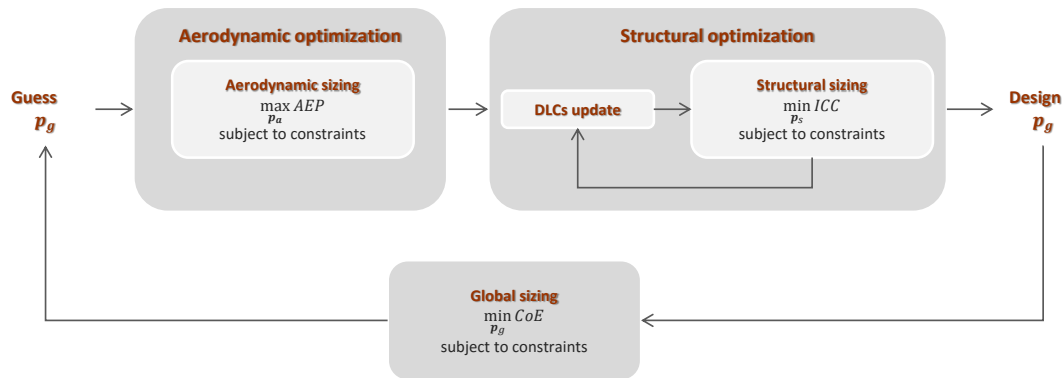 Aerodynamic optimization
Aerodynamic sizing
max AEP
p_a
subject to constraints
Structural optimization
DLCs update
Structural sizing
min ICC
p_s
subject to constraints
Guess
p_g
Design
p_g
Global sizing
min CoE
p_g
subject to constraints